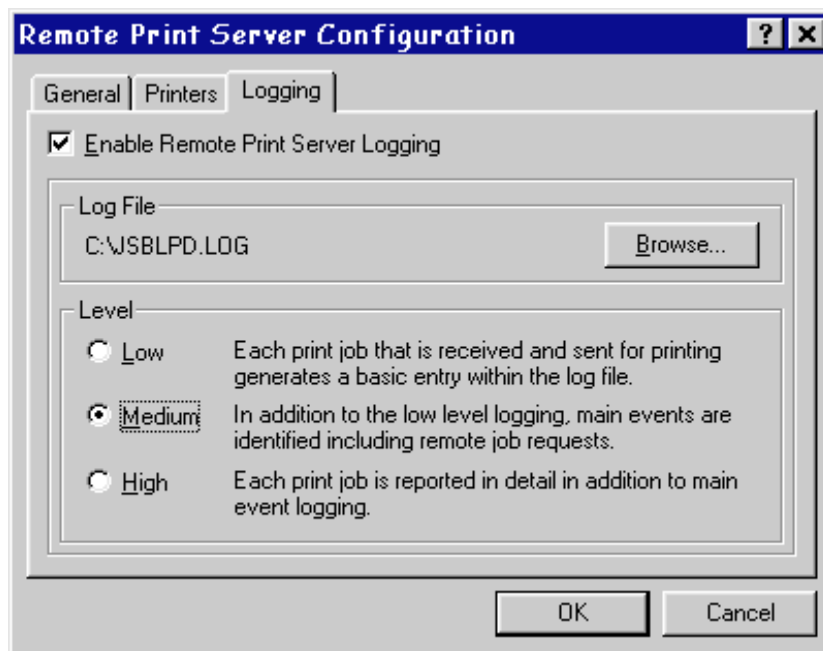 Remote Print Server Configuration
General Printers Logging
Enable Remote Print Server Logging
Log File
C:\JSBLPD.LOG
Browse...
Level
Low
Each print job that is received and sent for printing
generates a basic entry within the log file.
Medium
In addition to the low level logging, main events are
identified including remote job requests.
High
Each print job is reported in detail in addition to main
event logging.
OK Cancel